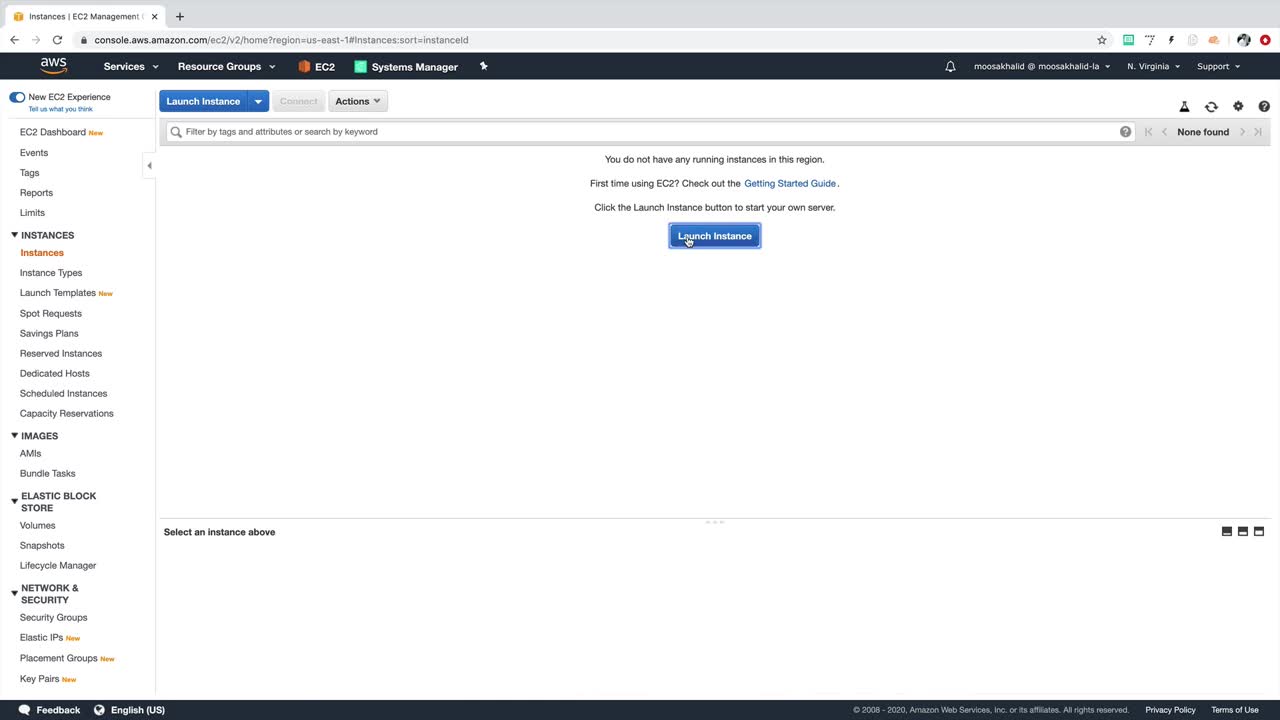 Instances | EC2 Management
console.aws.amazon.com/ec2/v2/home?region=us-east-1#Instances:sort=instanceId
aws Services Resource Groups EC2 Systems Manager moosakhalid @ moosakhalid-la N. Virginia Support
New EC2 Experience
Tell us what you think
Launch Instance Connect Actions
EC2 Dashboard New
Events
Tags
Reports
Limits
INSTANCES
Instances
Instance Types
Launch Templates New
Spot Requests
Savings Plans
Reserved Instances
Dedicated Hosts
Scheduled Instances
Capacity Reservations
IMAGES
AMIs
Bundle Tasks
ELASTIC BLOCK
STORE
Volumes
Snapshots
Lifecycle Manager
NETWORK &
SECURITY
Security Groups
Elastic IPs New
Placement Groups New
Key Pairs New
Filter by tags and attributes or search by keyword
None found
You do not have any running instances in this region.
First time using EC2? Check out the Getting Started Guide.
Click the Launch Instance button to start your own server.
Launch Instance
Select an instance above
Feedback English (US) © 2008 - 2020, Amazon Web Services, Inc. or its affiliates. All rights reserved. Privacy Policy Terms of Use